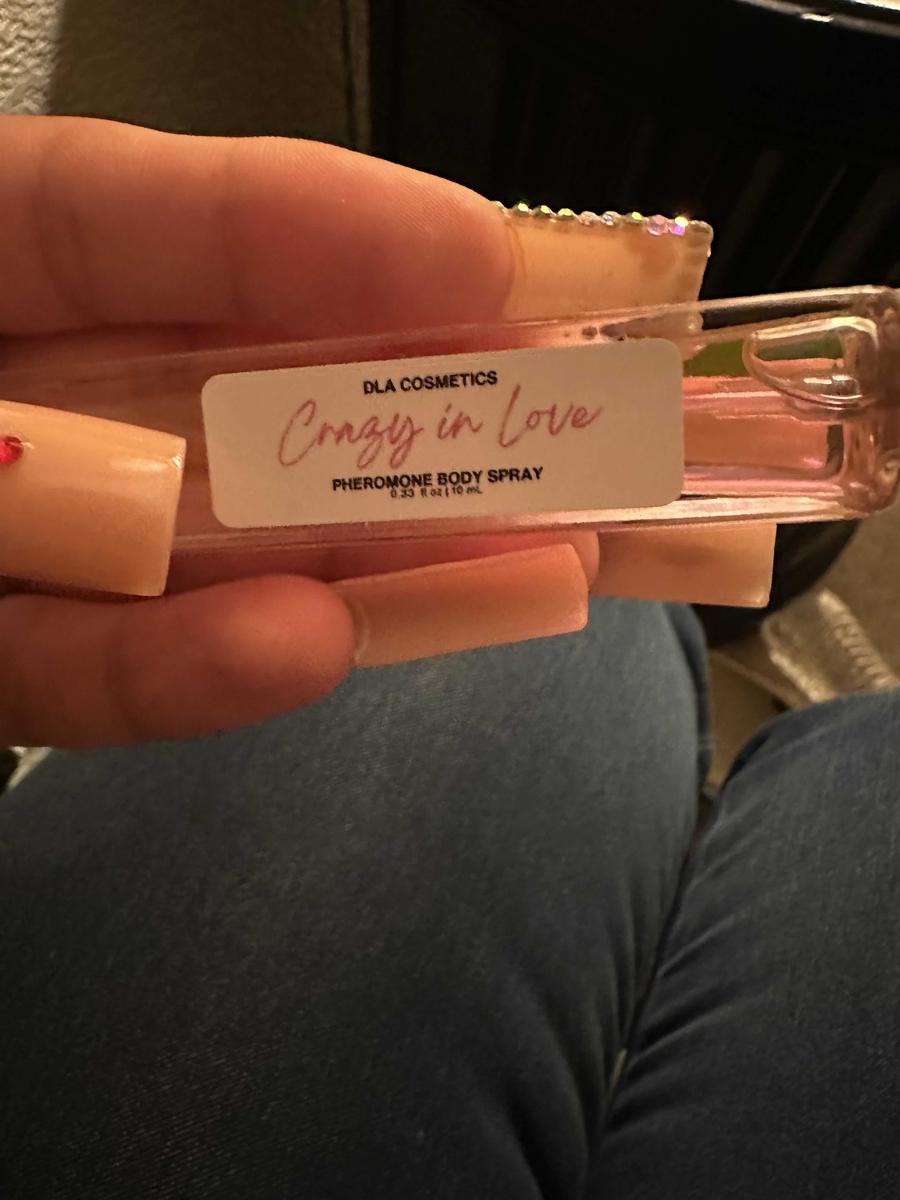 DLA COSMETICS
Crazy in Love
PHEROMONE BODY SPRAY
0.33 fl oz | 10 mL